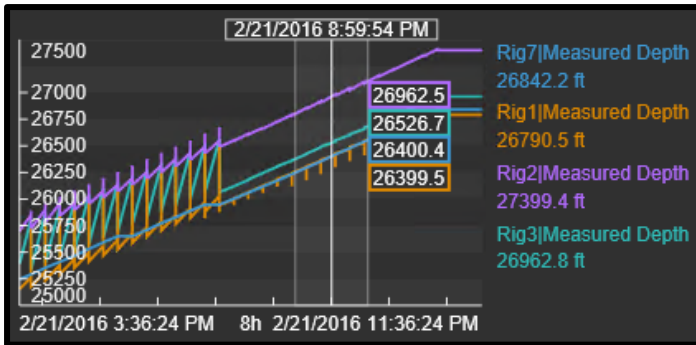 2/21/2016 8:59:54 PM
27500
27000
26750
26500
26250
26000
25750
25500
25250
25000
26962.5
26526.7
26400.4
26399.5
2/21/2016 3:36:24 PM 8h 2/21/2016 11:36:24 PM
Rig7|Measured Depth
26842.2 ft
Rig1|Measured Depth
26790.5 ft
Rig2|Measured Depth
27399.4 ft
Rig3|Measured Depth
26962.8 ft